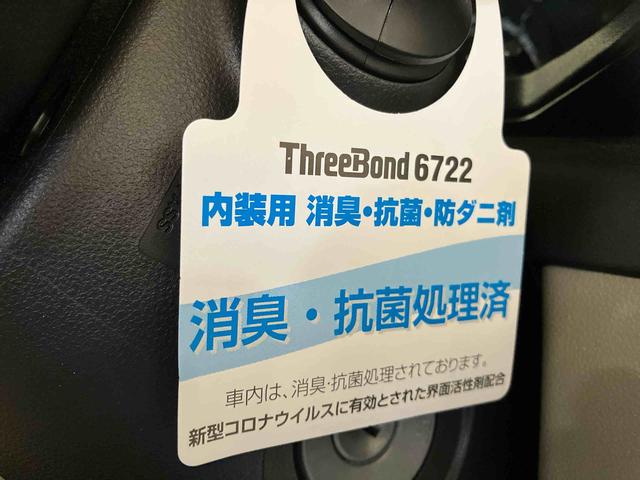 ThreeBond 6722
内装用 消臭・抗菌・防ダニ剤
消臭・抗菌処理済
車内は、消臭・抗菌処理されております。
新型コロナウイルスに有効とされた界面活性剤配合